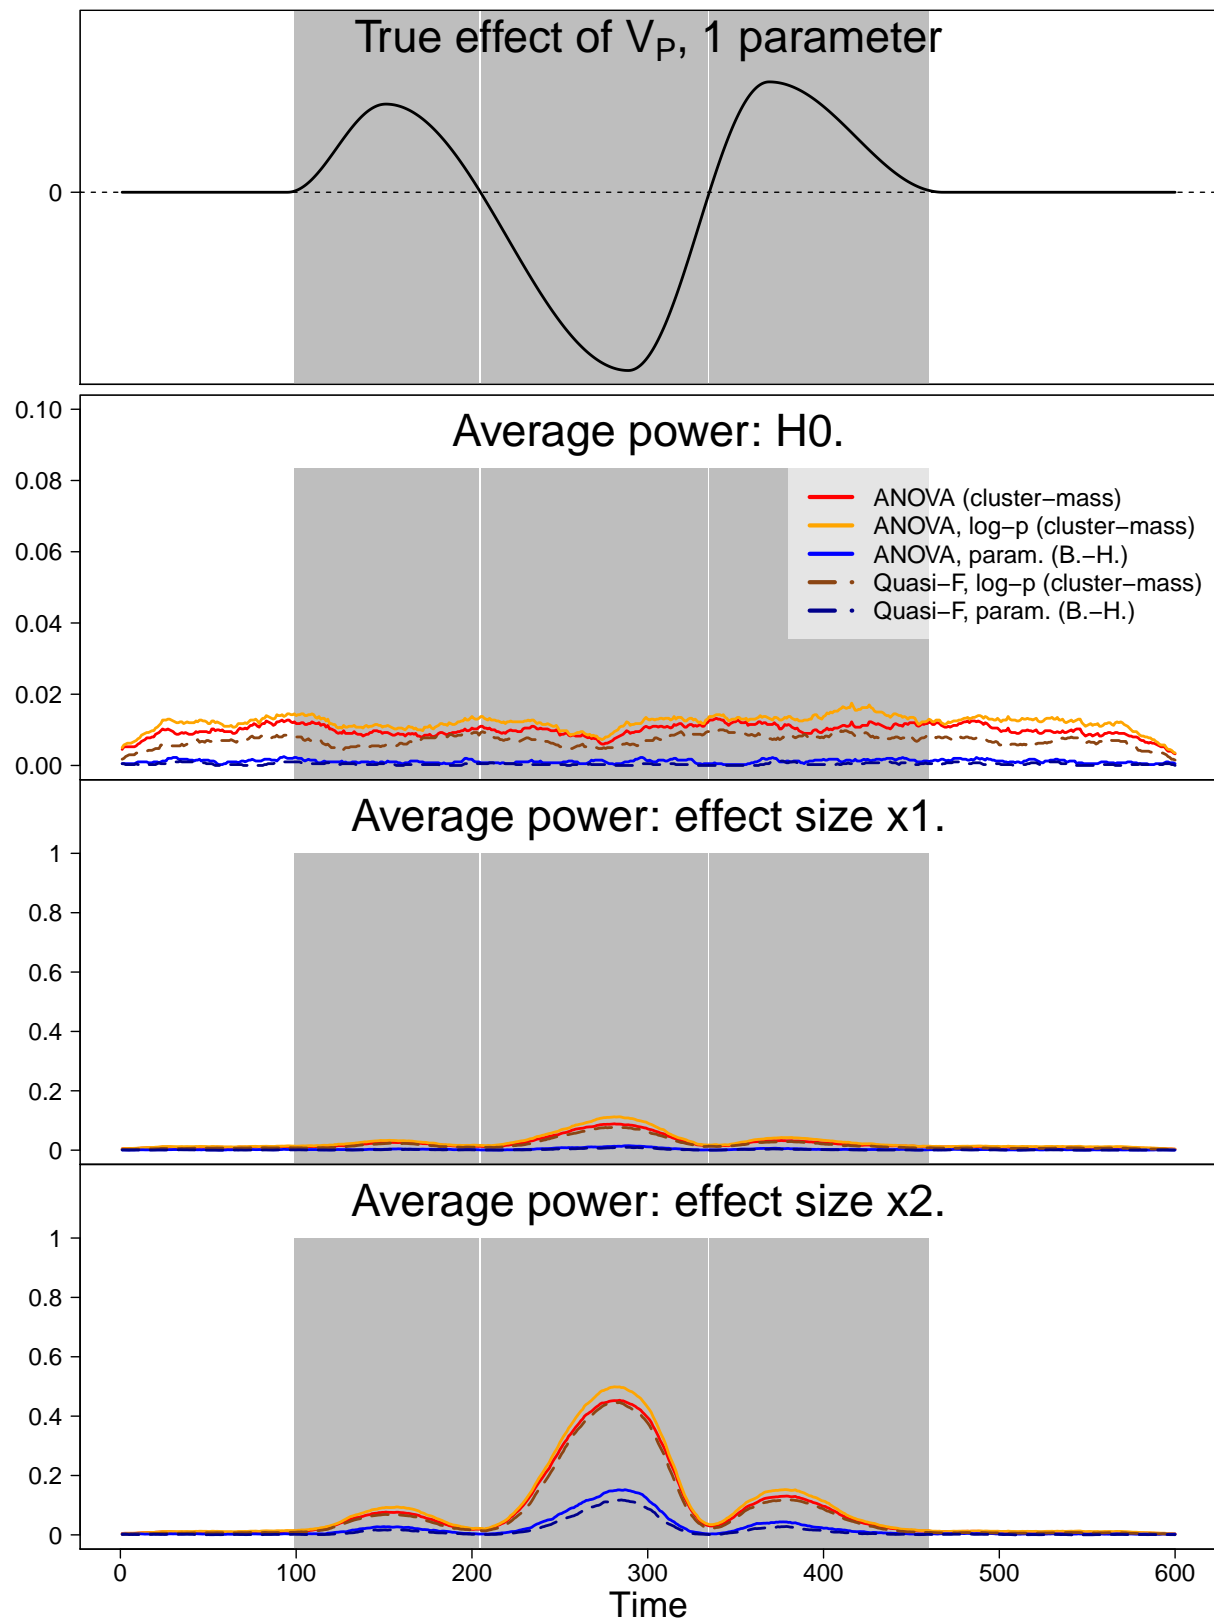 True effect of VP, 1 parameter
0
Average power: H0.
0.10
0.08
0.06
0.04
0.02
0.00
ANOVA (cluster−mass)
ANOVA, log−p (cluster−mass)
ANOVA, param. (B.−H.)
Quasi−F, log−p (cluster−mass)
Quasi−F, param. (B.−H.)
Average power: effect size x1.
1
0.8
0.6
0.4
0.2
0
Average power: effect size x2.
1
0.8
0.6
0.4
0.2
0
0 100 200 300 400 500 600
Time